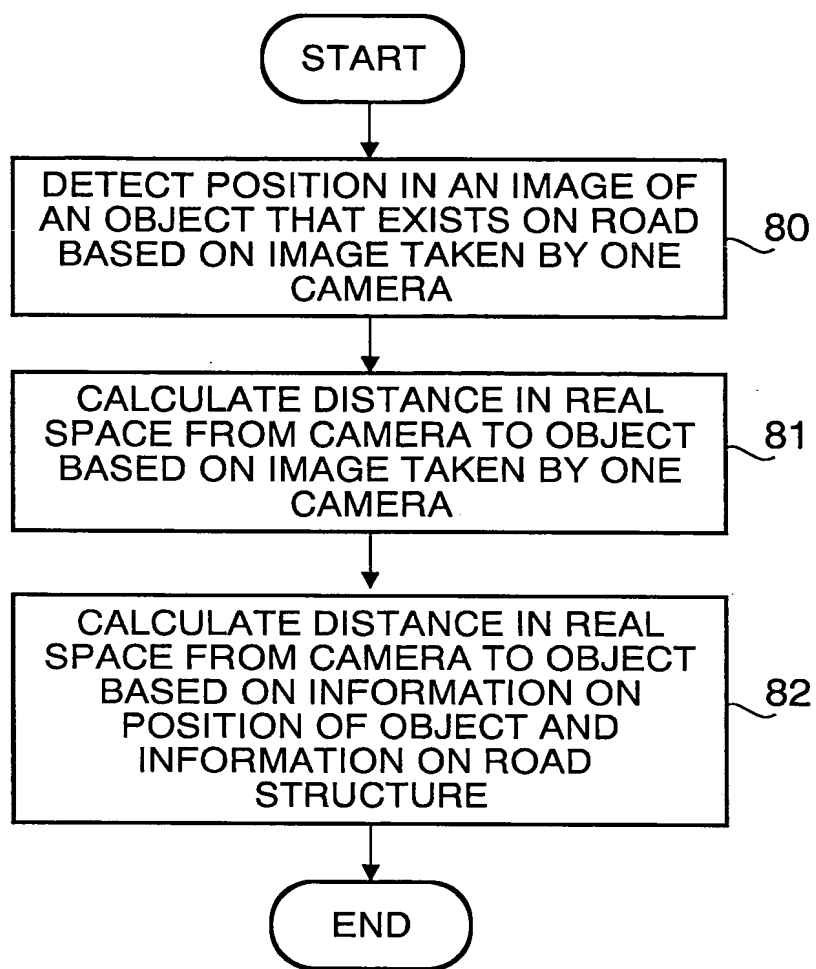 START
DETECT POSITION IN AN IMAGE OF
AN OBJECT THAT EXISTS ON ROAD
BASED ON IMAGE TAKEN BY ONE
CAMERA
80
CALCULATE DISTANCE IN REAL
SPACE FROM CAMERA TO OBJECT
BASED ON IMAGE TAKEN BY ONE
CAMERA
81
CALCULATE DISTANCE IN REAL
SPACE FROM CAMERA TO OBJECT
BASED ON INFORMATION ON
POSITION OF OBJECT AND
INFORMATION ON ROAD
STRUCTURE
82
END